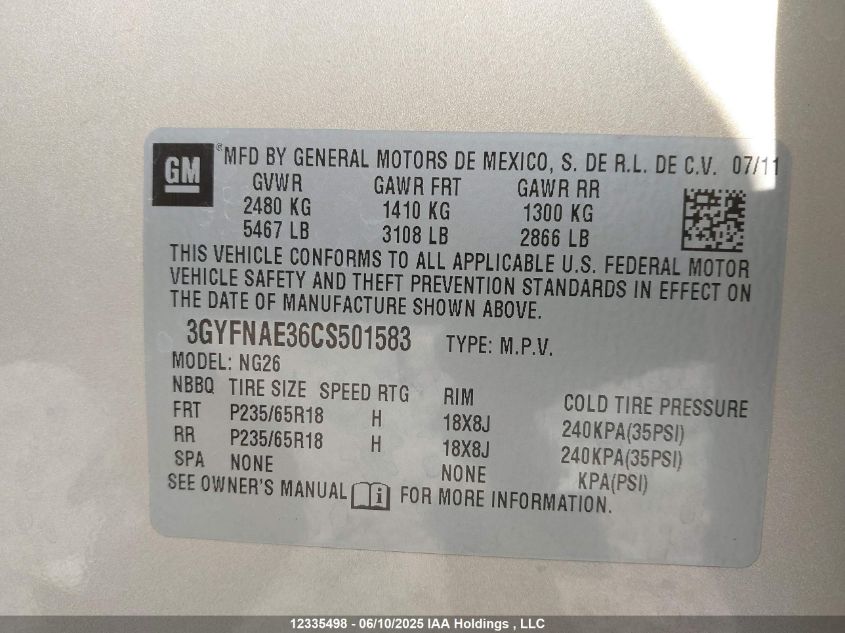 GM
® MFD BY GENERAL MOTORS DE MEXICO, S. DE R.L. DE C.V. 07/11
GVWR GAWR FRT GAWR RR
2480 KG 1410 KG 1300 KG
5467 LB 3108 LB 2866 LB
THIS VEHICLE CONFORMS TO ALL APPLICABLE U.S. FEDERAL MOTOR
VEHICLE SAFETY AND THEFT PREVENTION STANDARDS IN EFFECT ON
THE DATE OF MANUFACTURE SHOWN ABOVE.
3GYFNAE36CS501583 TYPE: M.P.V.
MODEL: NG26
NBBQ TIRE SIZE SPEED RTG RIM COLD TIRE PRESSURE
FRT P235/65R18 H 18X8J 240KPA(35PSI)
RR P235/65R18 H 18X8J 240KPA(35PSI)
SPA NONE NONE KPA(PSI)
SEE OWNER'S MANUAL i FOR MORE INFORMATION.
12335498 - 06/10/2025 IAA Holdings , LLC